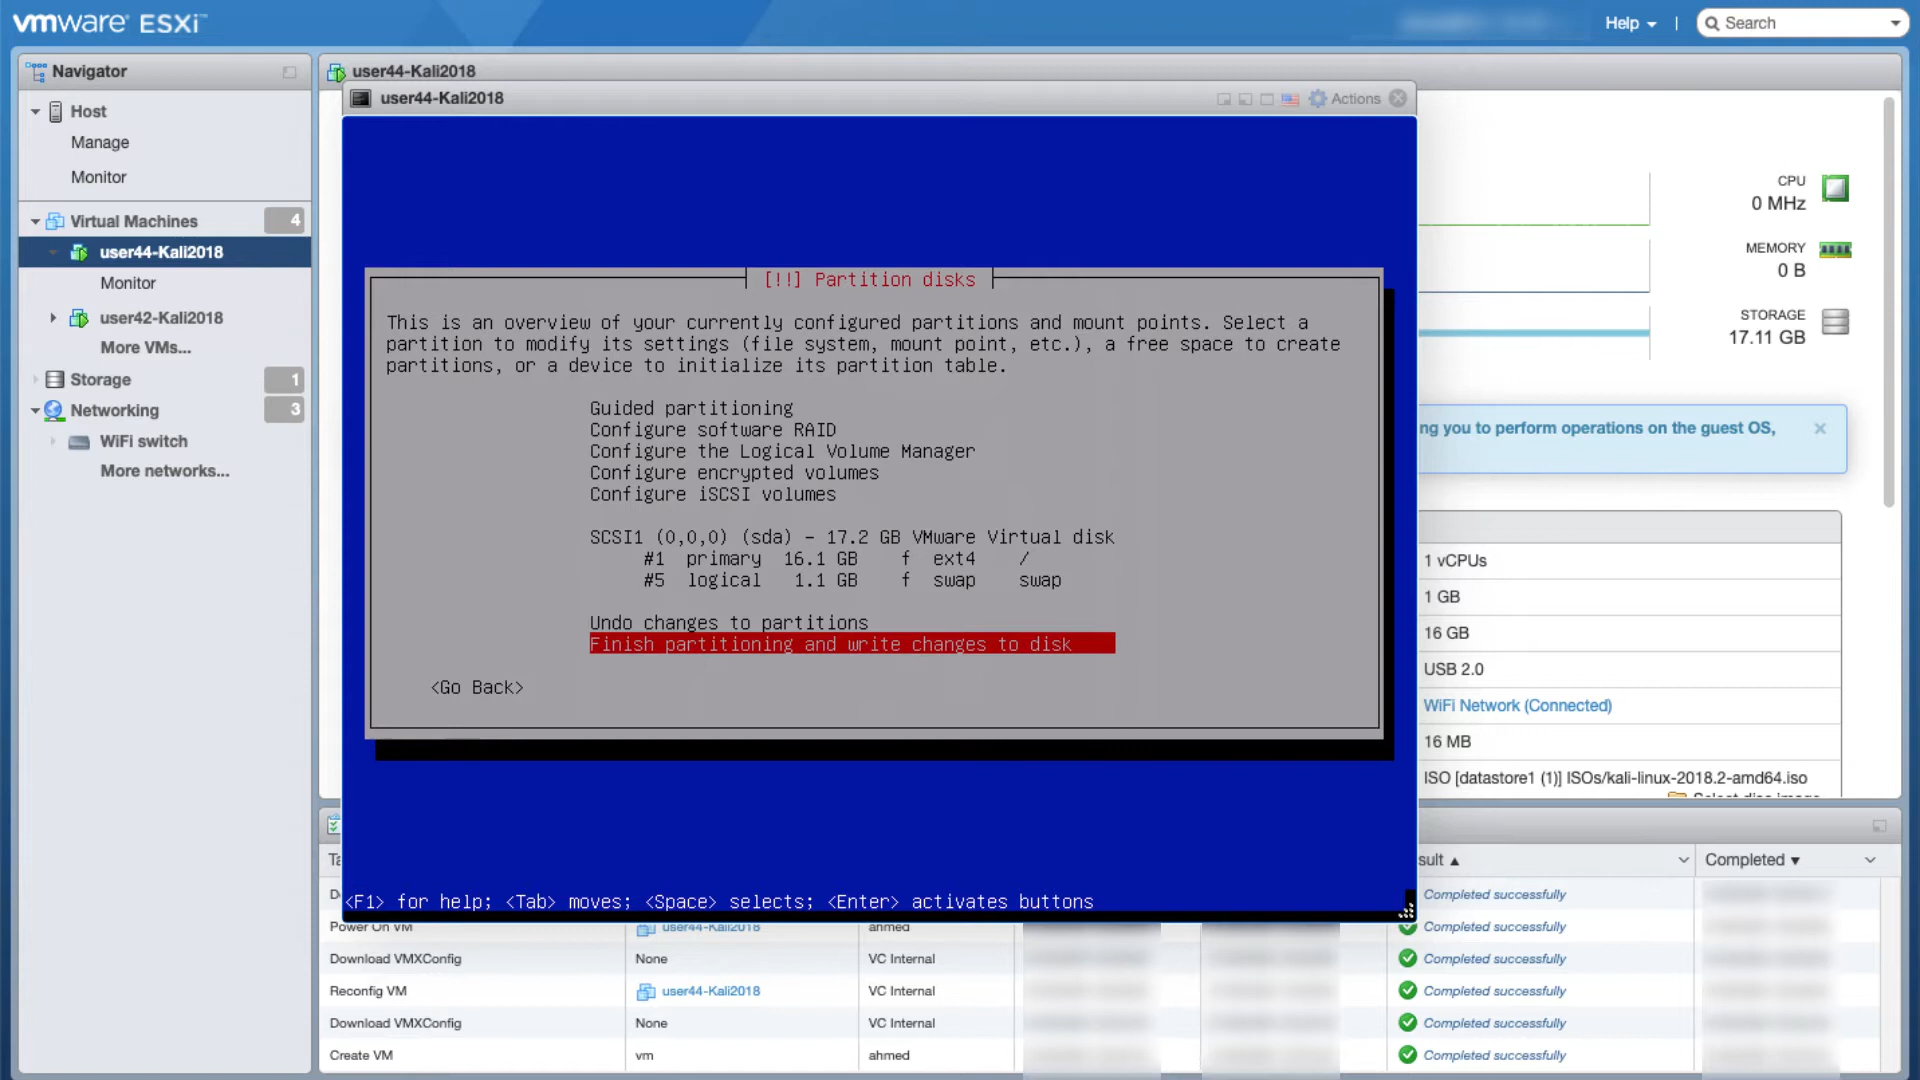 vmware ESXi™
Help
|
Search
Navigator
Host
Manage
Monitor
Virtual Machines
4
user44-Kali2018
Monitor
user42-Kali2018
More VMs...
Storage
1
Networking
3
WiFi switch
More networks...
user44-Kali2018
user44-Kali2018
Actions
[!!] Partition disks
This is an overview of your currently configured partitions and mount points. Select a
partition to modify its settings (file system, mount point, etc.), a free space to create
partitions, or a device to initialize its partition table.
Guided partitioning
Configure software RAID
Configure the Logical Volume Manager
Configure encrypted volumes
Configure iSCSI volumes
SCSI1 (0,0,0) (sda) - 17.2 GB VMware Virtual disk
#1 primary 16.1 GB f ext4 /
#5 logical 1.1 GB f swap swap
Undo changes to partitions
Finish partitioning and write changes to disk
<Go Back>
<F1> for help; <Tab> moves; <Space> selects; <Enter> activates buttons
CPU
0 MHz
MEMORY
0 B
STORAGE
17.11 GB
ng you to perform operations on the guest OS,
1 vCPUs
1 GB
16 GB
USB 2.0
WiFi Network (Connected)
16 MB
ISO [datastore1 (1)] ISOs/kali-linux-2018.2-amd64.iso
Select disc image
sult ▲ Completed ▼
Completed successfully
Power On VM user44-Kali2018 ahmed Completed successfully
Download VMXConfig None VC Internal Completed successfully
Reconfig VM user44-Kali2018 VC Internal Completed successfully
Download VMXConfig None VC Internal Completed successfully
Create VM vm ahmed Completed successfully